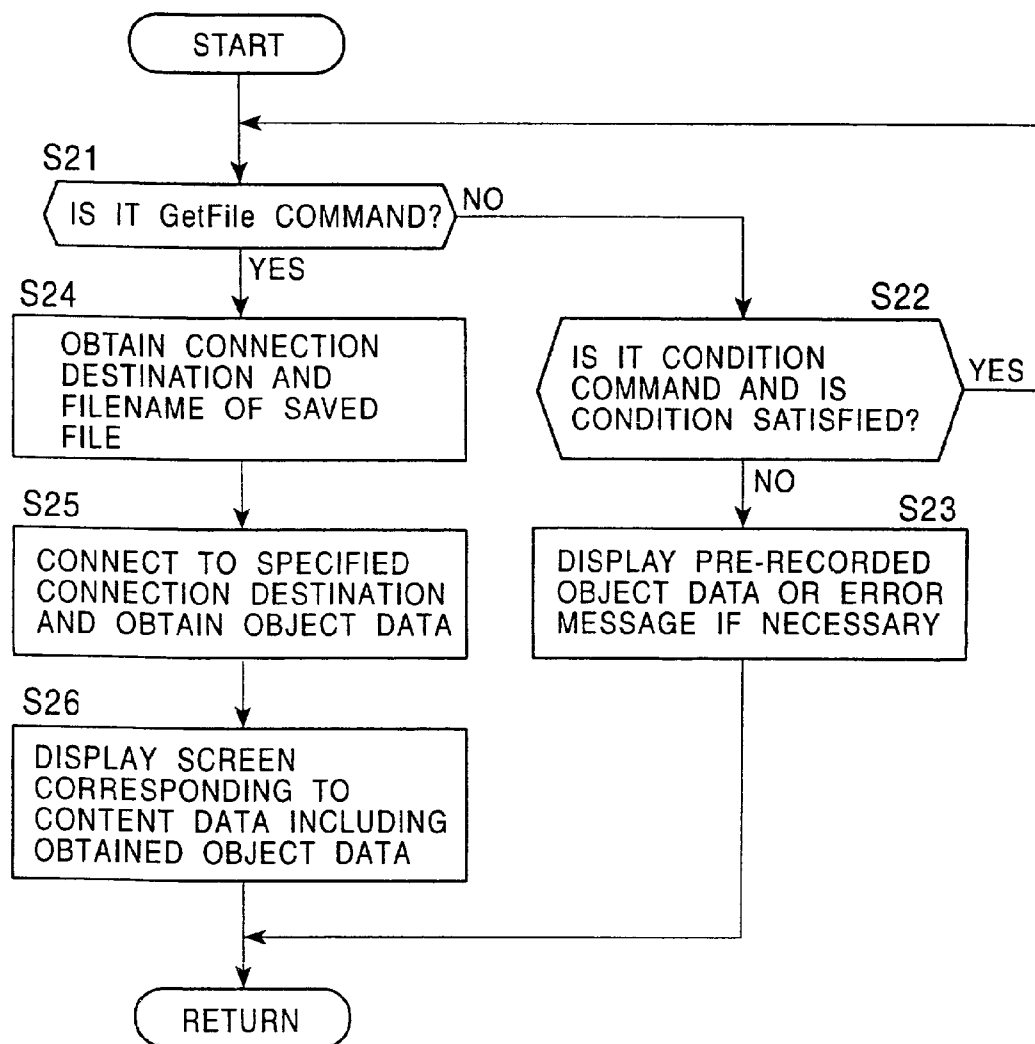 START
S21
IS IT GetFile COMMAND?
NO
YES
S24
OBTAIN CONNECTION
DESTINATION AND
FILENAME OF SAVED
FILE
S22
IS IT CONDITION
COMMAND AND IS
CONDITION SATISFIED?
YES
NO
S25
CONNECT TO SPECIFIED
CONNECTION DESTINATION
AND OBTAIN OBJECT DATA
S23
DISPLAY PRE-RECORDED
OBJECT DATA OR ERROR
MESSAGE IF NECESSARY
S26
DISPLAY SCREEN
CORRESPONDING TO
CONTENT DATA INCLUDING
OBTAINED OBJECT DATA
RETURN